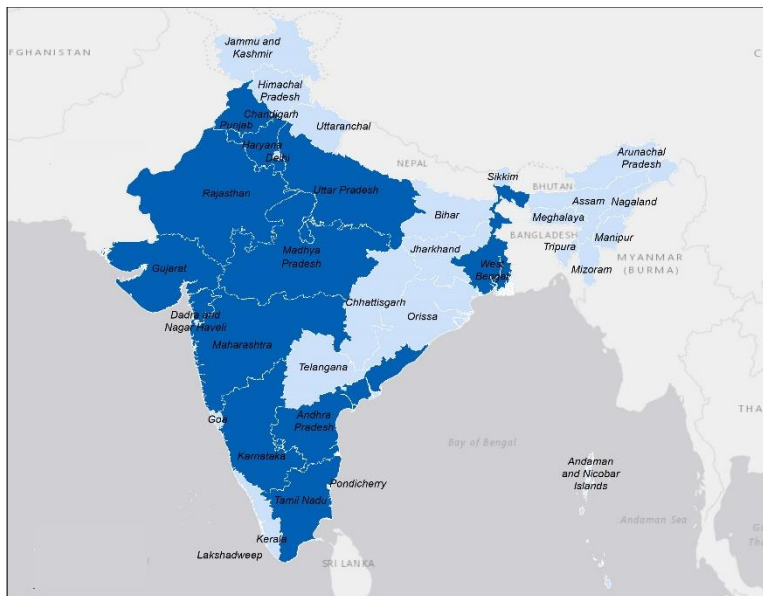 Jammu and
Kashmir
FGHANISTAN
C
Himachal
Pradesh
Chandigarh
Punjab
Uttaranchal
Haryana
Delhi
Arunachal
Pradesh
NEPAL
Sikkim
BHUTAN
Rajasthan
Uttar Pradesh
Assam
Nagaland
Bihar
Meghalaya
BANGLADESH
Manipur
Tripura
Jharkhand
Madhya
Pradesh
West
Bengal
MYANMAR
(BURMA)
Gujarat
Mizoram
Chhattisgarh
Orissa
Dadra and
Nagar Haveli
Maharashtra
Telangana
THA
Goa
Andhra
Pradesh
Bay of Bengal
Karnataka
Andaman
and Nicobar
Islands
Pondicherry
Tamil Nadu
Andaman Sea
Kerala
Lakshadweep
SRI LANKA